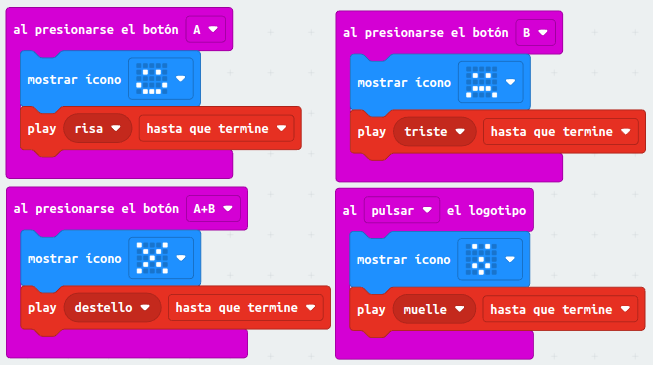 al presionarse el botón A
mostrar ícono
play risa hasta que termine
al presionarse el botón B
mostrar ícono
play triste hasta que termine
al presionarse el botón A+B
mostrar ícono
play destello hasta que termine
al pulsar el logotipo
mostrar ícono
play muelle hasta que termine